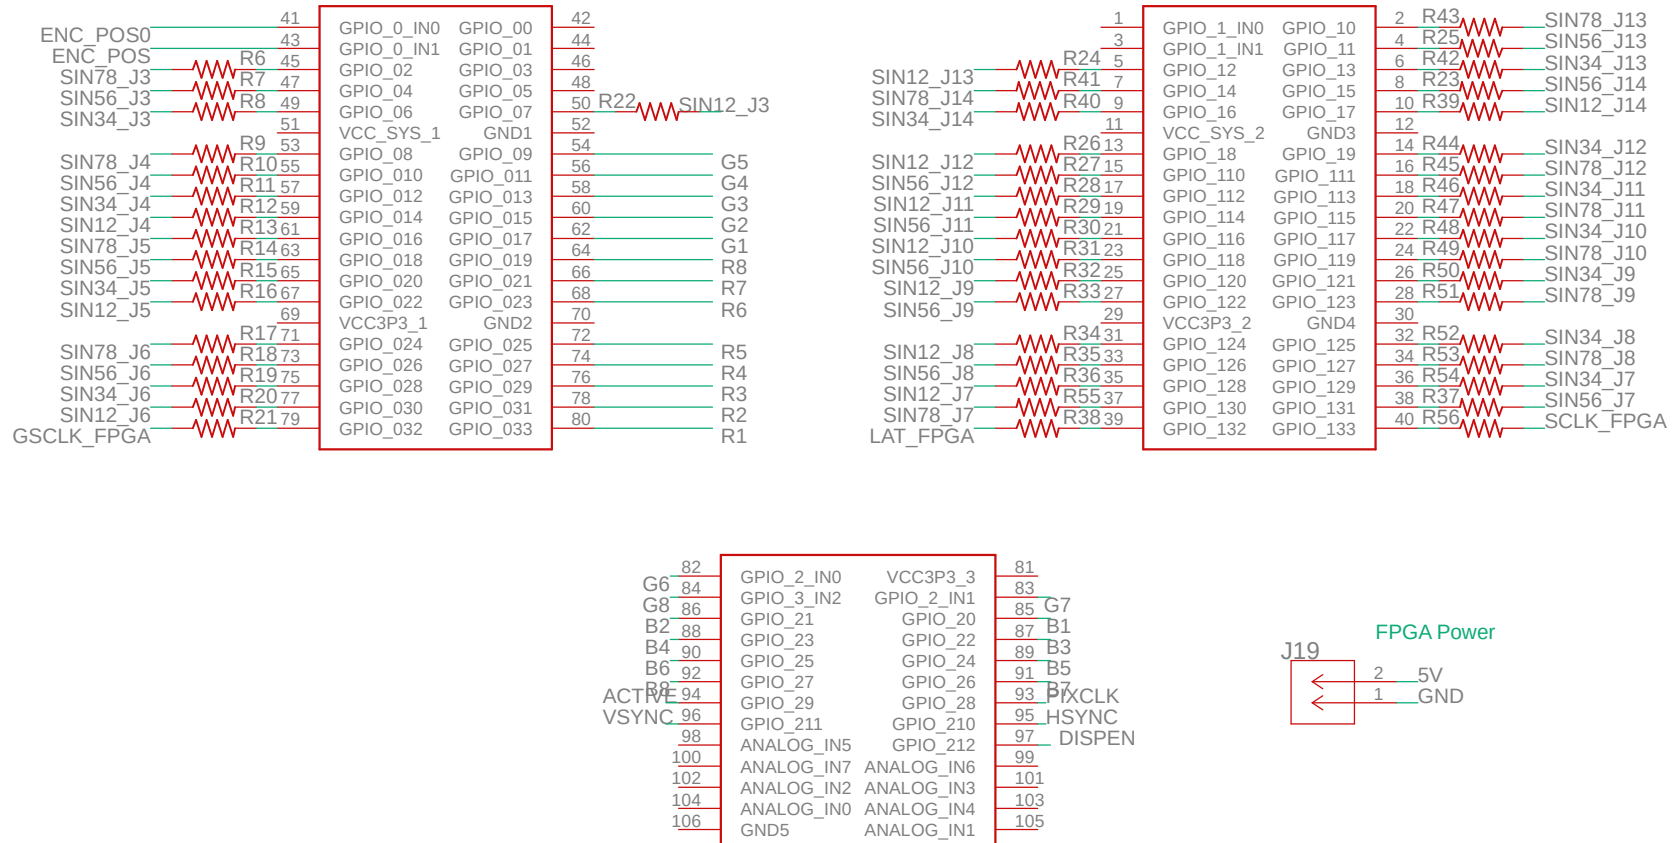 41 GPIO_0_IN0 GPIO_00 42
ENC_POS0
43 GPIO_0_IN1 GPIO_01 44
ENC_POS
R6 45 GPIO_02 GPIO_03 46
SIN78_J3
R7 47 GPIO_04 GPIO_05 48
SIN56_J3
R8 49 GPIO_06 GPIO_07 50 R22 SIN12_J3
SIN34_J3
51 VCC_SYS_1 GND1 52
R9 53 GPIO_08 GPIO_09 54
SIN78_J4 G5
R10 55 GPIO_010 GPIO_011 56
SIN56_J4 G4
R11 57 GPIO_012 GPIO_013 58
SIN34_J4 G3
R12 59 GPIO_014 GPIO_015 60
SIN12_J4 G2
R13 61 GPIO_016 GPIO_017 62
SIN78_J5 G1
R14 63 GPIO_018 GPIO_019 64
SIN56_J5 R8
R15 65 GPIO_020 GPIO_021 66
SIN34_J5 R7
R16 67 GPIO_022 GPIO_023 68
SIN12_J5 R6
69 VCC3P3_1 GND2 70
R17 71 GPIO_024 GPIO_025 72
SIN78_J6 R5
R18 73 GPIO_026 GPIO_027 74
SIN56_J6 R4
R19 75 GPIO_028 GPIO_029 76
SIN34_J6 R3
R20 77 GPIO_030 GPIO_031 78
SIN12_J6 R2
R21 79 GPIO_032 GPIO_033 80
GSCLK_FPGA R1
1 GPIO_1_IN0 GPIO_10 2 R43 SIN78_J13
3 GPIO_1_IN1 GPIO_11 4 R25 SIN56_J13
R24 5 GPIO_12 GPIO_13 6 R42 SIN34_J13
SIN12_J13
R41 7 GPIO_14 GPIO_15 8 R23 SIN56_J14
SIN78_J14
R40 9 GPIO_16 GPIO_17 10 R39 SIN12_J14
SIN34_J14
11 VCC_SYS_2 GND3 12
R26 13 GPIO_18 GPIO_19 14 R44 SIN34_J12
SIN12_J12
R27 15 GPIO_110 GPIO_111 16 R45 SIN78_J12
SIN56_J12
R28 17 GPIO_112 GPIO_113 18 R46 SIN34_J11
SIN12_J11
R29 19 GPIO_114 GPIO_115 20 R47 SIN78_J11
SIN56_J11
R30 21 GPIO_116 GPIO_117 22 R48 SIN34_J10
SIN12_J10
R31 23 GPIO_118 GPIO_119 24 R49 SIN78_J10
SIN56_J10
R32 25 GPIO_120 GPIO_121 26 R50 SIN34_J9
SIN12_J9
R33 27 GPIO_122 GPIO_123 28 R51 SIN78_J9
SIN56_J9
29 VCC3P3_2 GND4 30
R34 31 GPIO_124 GPIO_125 32 R52 SIN34_J8
SIN12_J8
R35 33 GPIO_126 GPIO_127 34 R53 SIN78_J8
SIN56_J8
R36 35 GPIO_128 GPIO_129 36 R54 SIN34_J7
SIN12_J7
R55 37 GPIO_130 GPIO_131 38 R37 SIN56_J7
SIN78_J7
R38 39 GPIO_132 GPIO_133 40 R56 SCLK_FPGA
LAT_FPGA
82 GPIO_2_IN0 VCC3P3_3 81
G6
84 GPIO_3_IN2 GPIO_2_IN1 83
G8 G7
86 GPIO_21 GPIO_20 85
B2 B1
88 GPIO_23 GPIO_22 87
B4 B3
90 GPIO_25 GPIO_24 89
B6 B5
92 GPIO_27 GPIO_26 91
B8 B7
ACTIVE 94 GPIO_29 GPIO_28 93 PIXCLK
VSYNC 96 GPIO_211 GPIO_210 95 HSYNC
98 ANALOG_IN5 GPIO_212 97 DISPEN
100 ANALOG_IN7 ANALOG_IN6 99
102 ANALOG_IN2 ANALOG_IN3 101
104 ANALOG_IN0 ANALOG_IN4 103
106 GND5 ANALOG_IN1 105
FPGA Power
J19
2 5V
1 GND